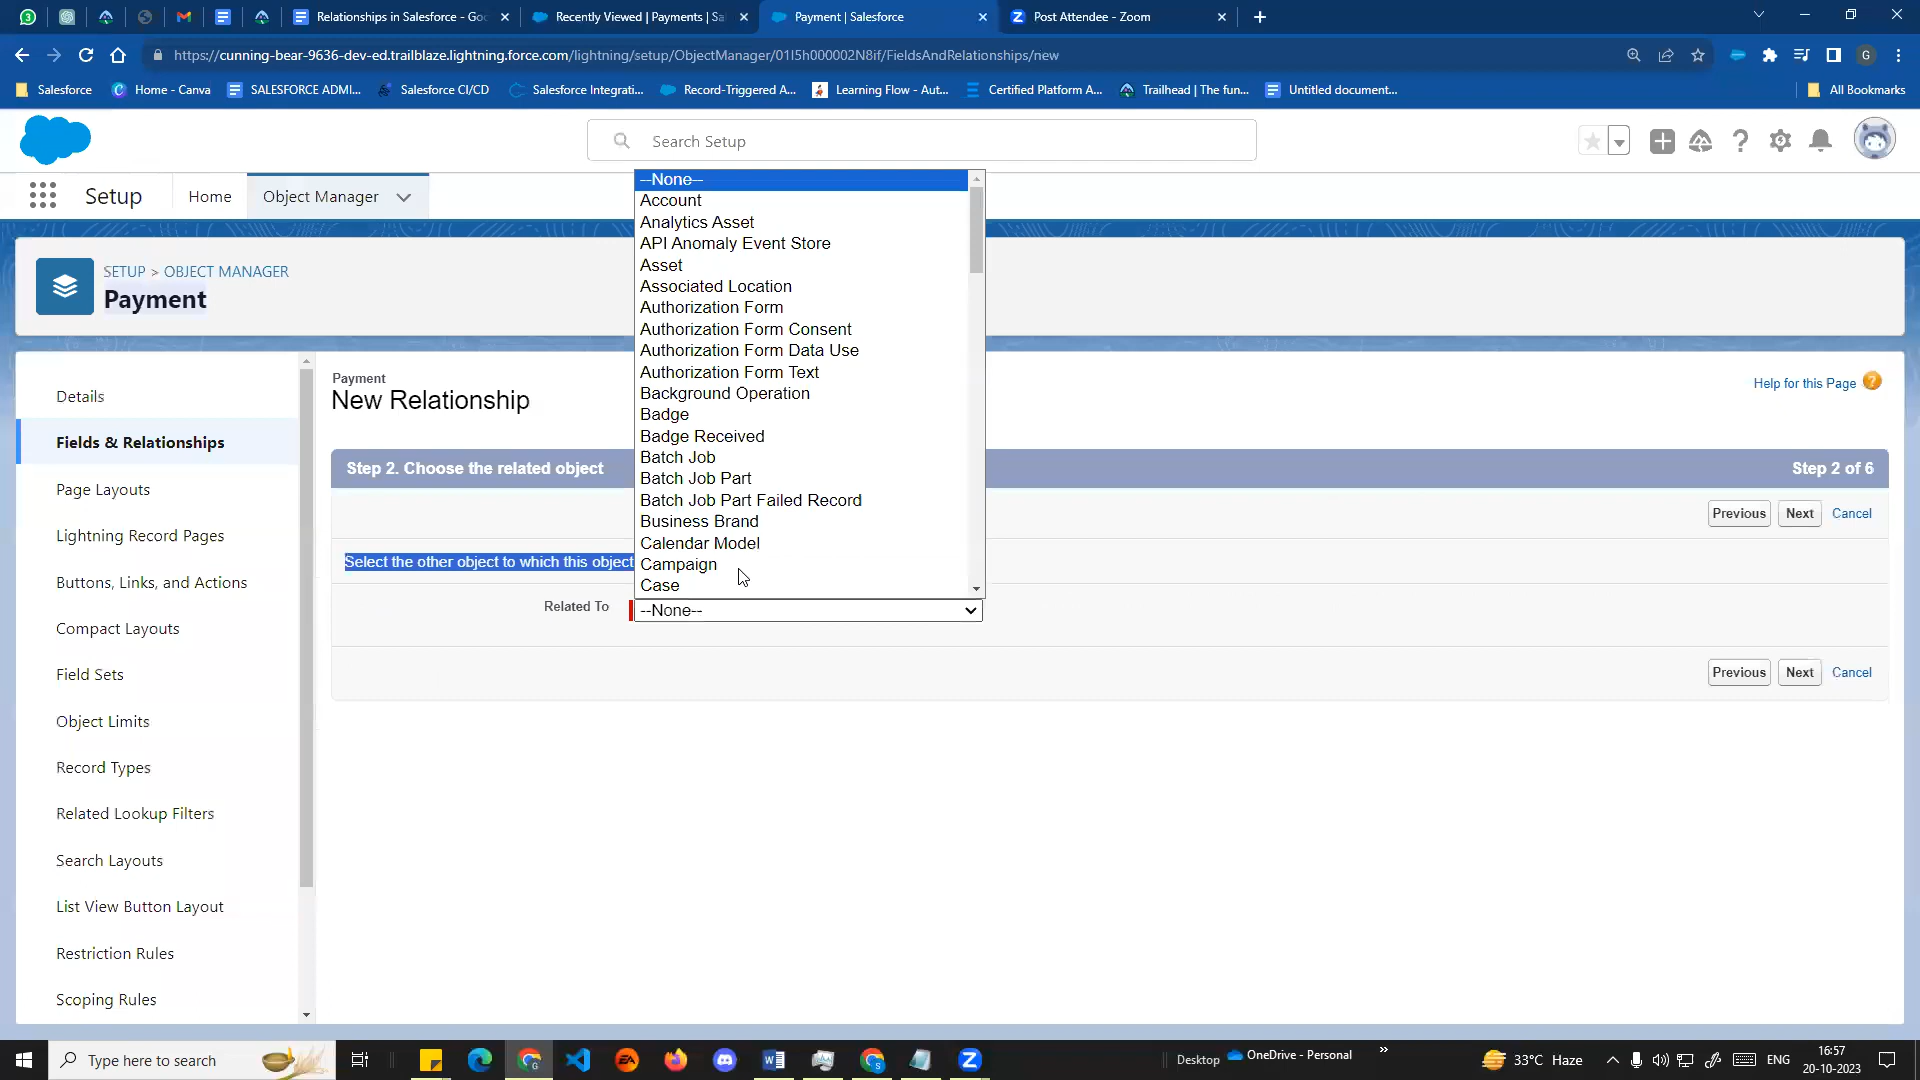 Relationships in Salesforce - Goo
Recently Viewed | Payments | Sa
Payment | Salesforce
Post Attendee - Zoom
https://cunning-bear-9636-dev-ed.trailblaze.lightning.force.com/lightning/setup/ObjectManager/01I5h000002N8if/FieldsAndRelationships/new
G
Salesforce
Home - Canva
SALESFORCE ADMI...
Salesforce CI/CD
Salesforce Integrati...
Record-Triggered A...
Learning Flow - Aut...
Certified Platform A...
Trailhead | The fun...
Untitled document...
All Bookmarks
Search Setup
Setup
Home
Object Manager
SETUP > OBJECT MANAGER
Payment
Details
Fields & Relationships
Page Layouts
Lightning Record Pages
Buttons, Links, and Actions
Compact Layouts
Field Sets
Object Limits
Record Types
Related Lookup Filters
Search Layouts
List View Button Layout
Restriction Rules
Scoping Rules
Payment
New Relationship
Help for this Page
Step 2. Choose the related object
Step 2 of 6
Previous
Next
Cancel
Select the other object to which this object
Related To
--None--
Account
Analytics Asset
API Anomaly Event Store
Asset
Associated Location
Authorization Form
Authorization Form Consent
Authorization Form Data Use
Authorization Form Text
Background Operation
Badge
Badge Received
Batch Job
Batch Job Part
Batch Job Part Failed Record
Business Brand
Calendar Model
Campaign
Case
--None--
Previous
Next
Cancel
Type here to search
Desktop
OneDrive - Personal
33°C Haze
ENG
16:57
20-10-2023